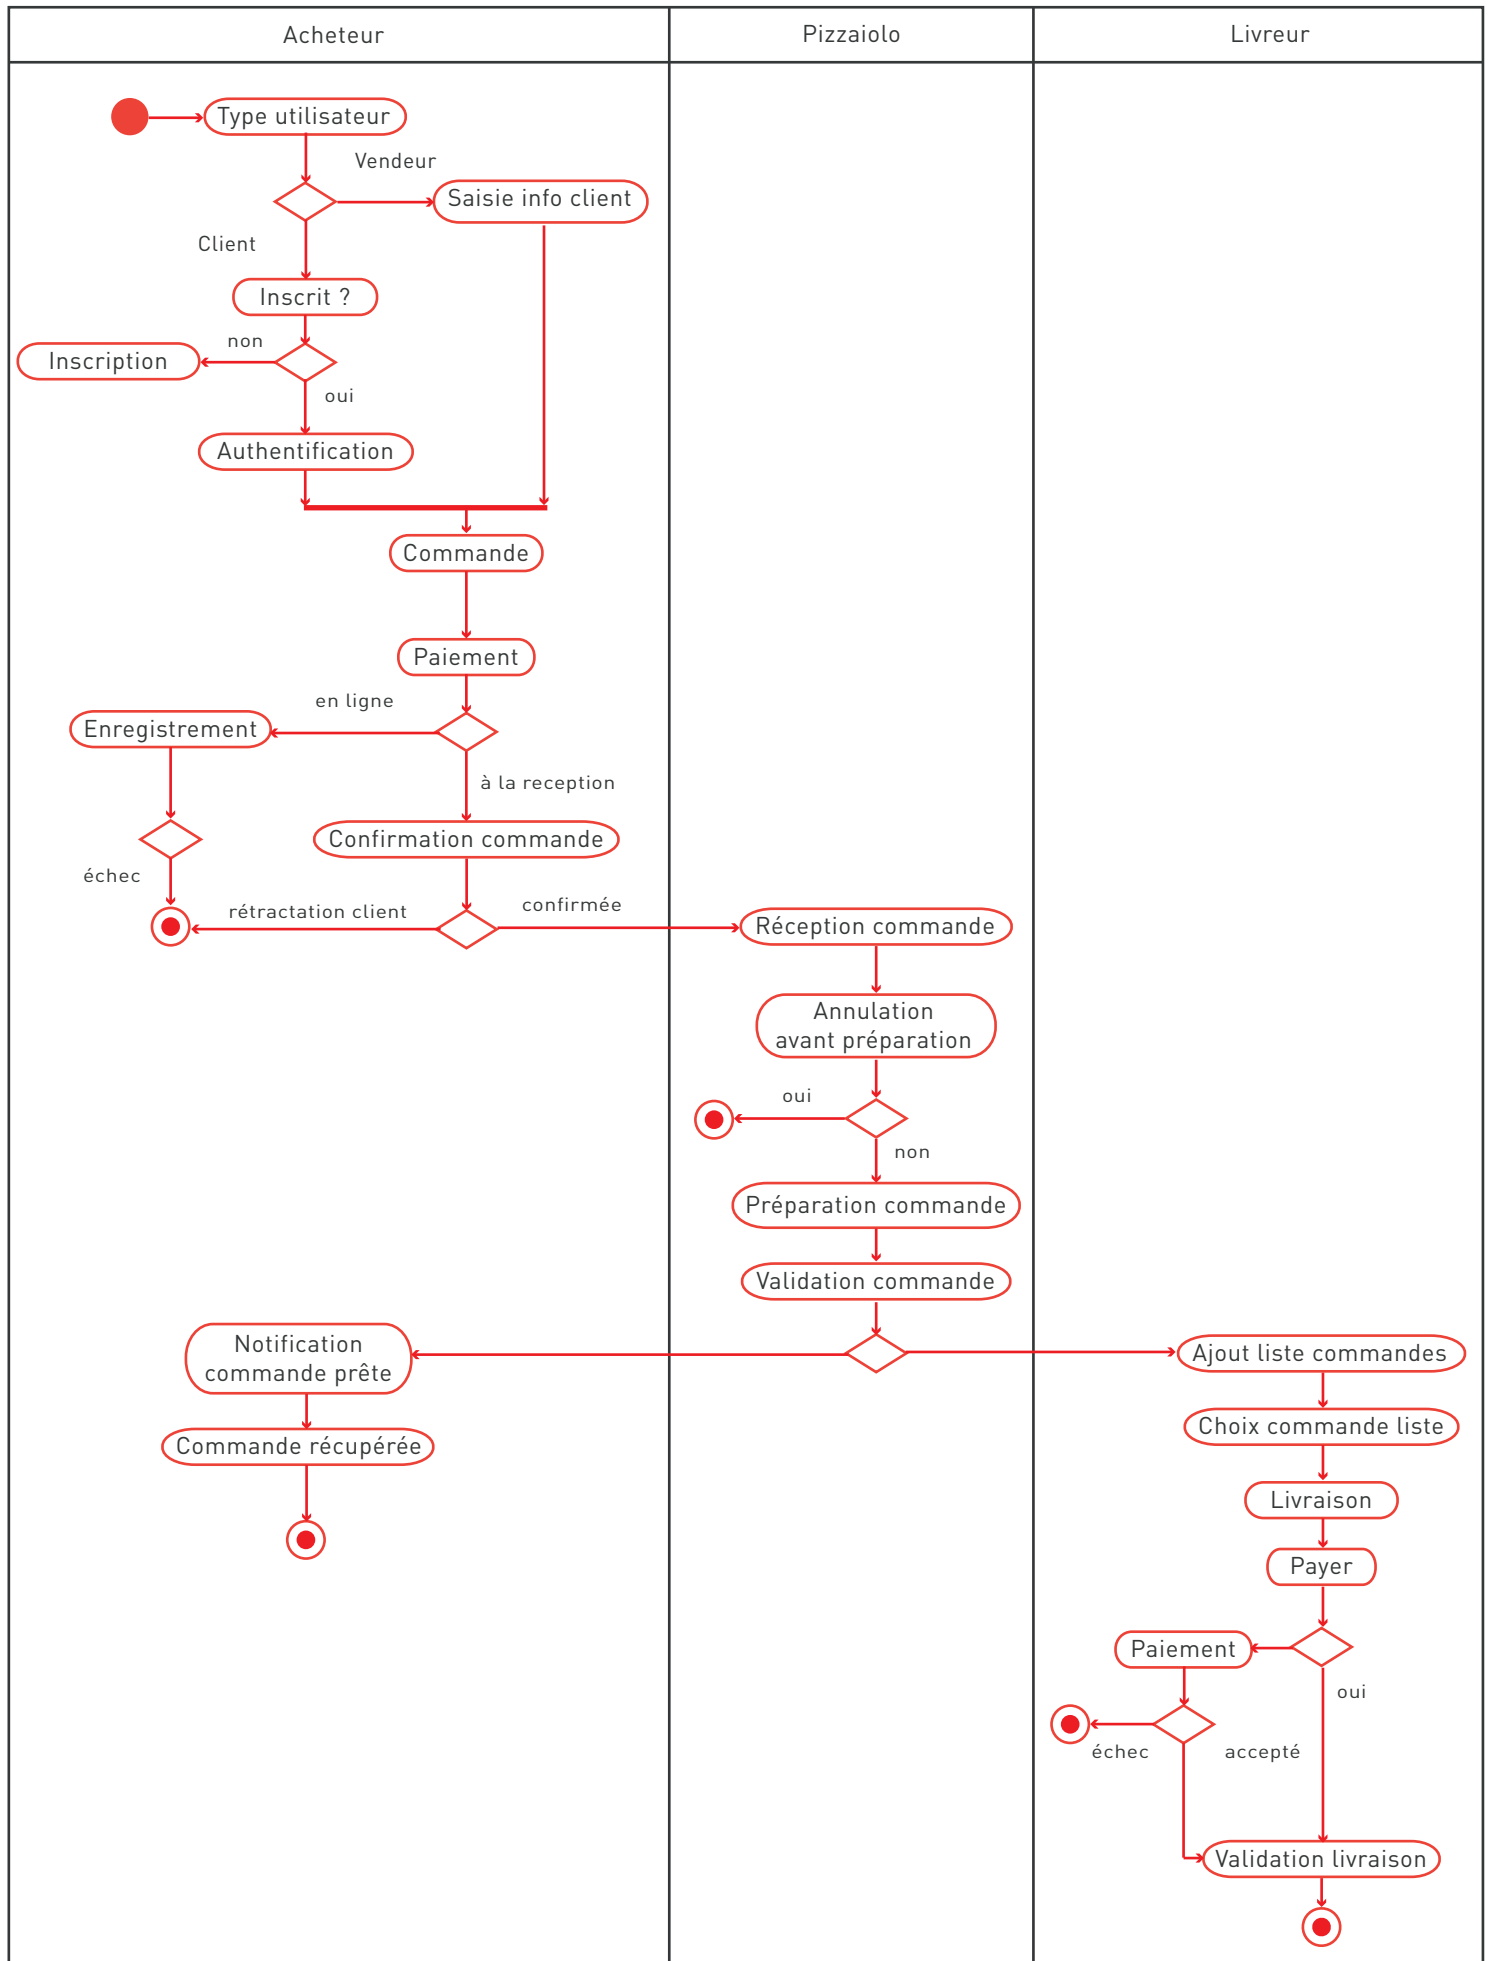 Acheteur
Pizzaiolo
Livreur
Type utilisateur
Vendeur
Saisie info client
Client
Inscrit ?
non
Inscription
oui
Authentification
Commande
Paiement
en ligne
Enregistrement
à la reception
Confirmation commande
échec
rétractation client
confirmée
Réception commande
Annulation
avant préparation
oui
non
Préparation commande
Validation commande
Notification
commande prête
Ajout liste commandes
Commande récupérée
Choix commande liste
Livraison
Payer
Paiement
oui
échec
accepté
Validation livraison